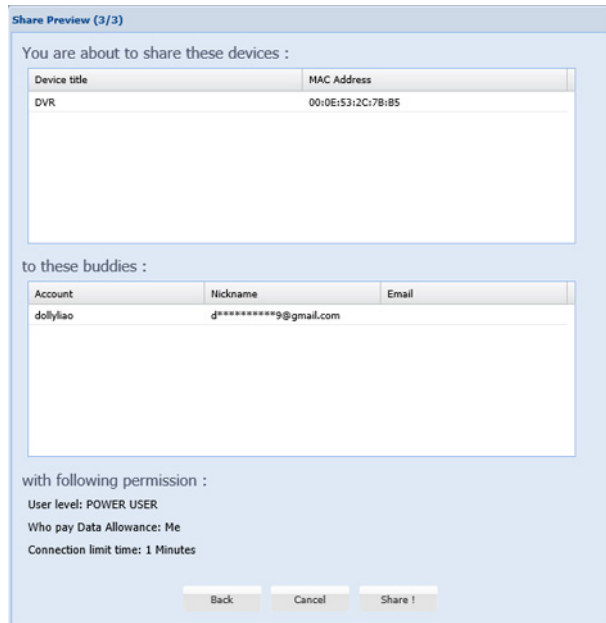 Share Preview (3/3)
You are about to share these devices :
Device title MAC Address
DVR 00:0E:53:2C:7B:B5
to these buddies :
Account Nickname Email
dollyliao d**********9@gmail.com
with following permission :
User level: POWER USER
Who pay Data Allowance: Me
Connection limit time: 1 Minutes
Back Cancel Share !